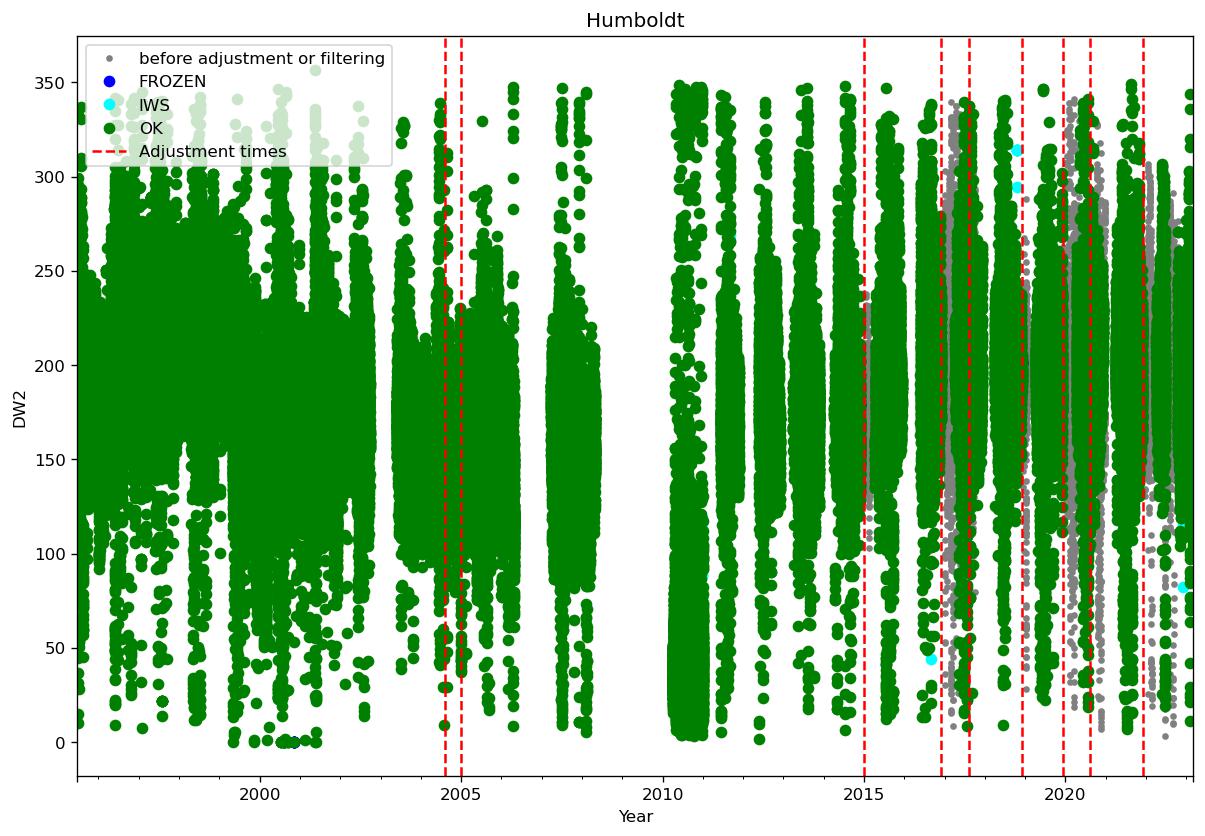 Humboldt
before adjustment or filtering
FROZEN
IWS
OK
Adjustment times
DW2
350
300
250
200
150
100
50
0
2000 2005 2010 2015 2020
Year